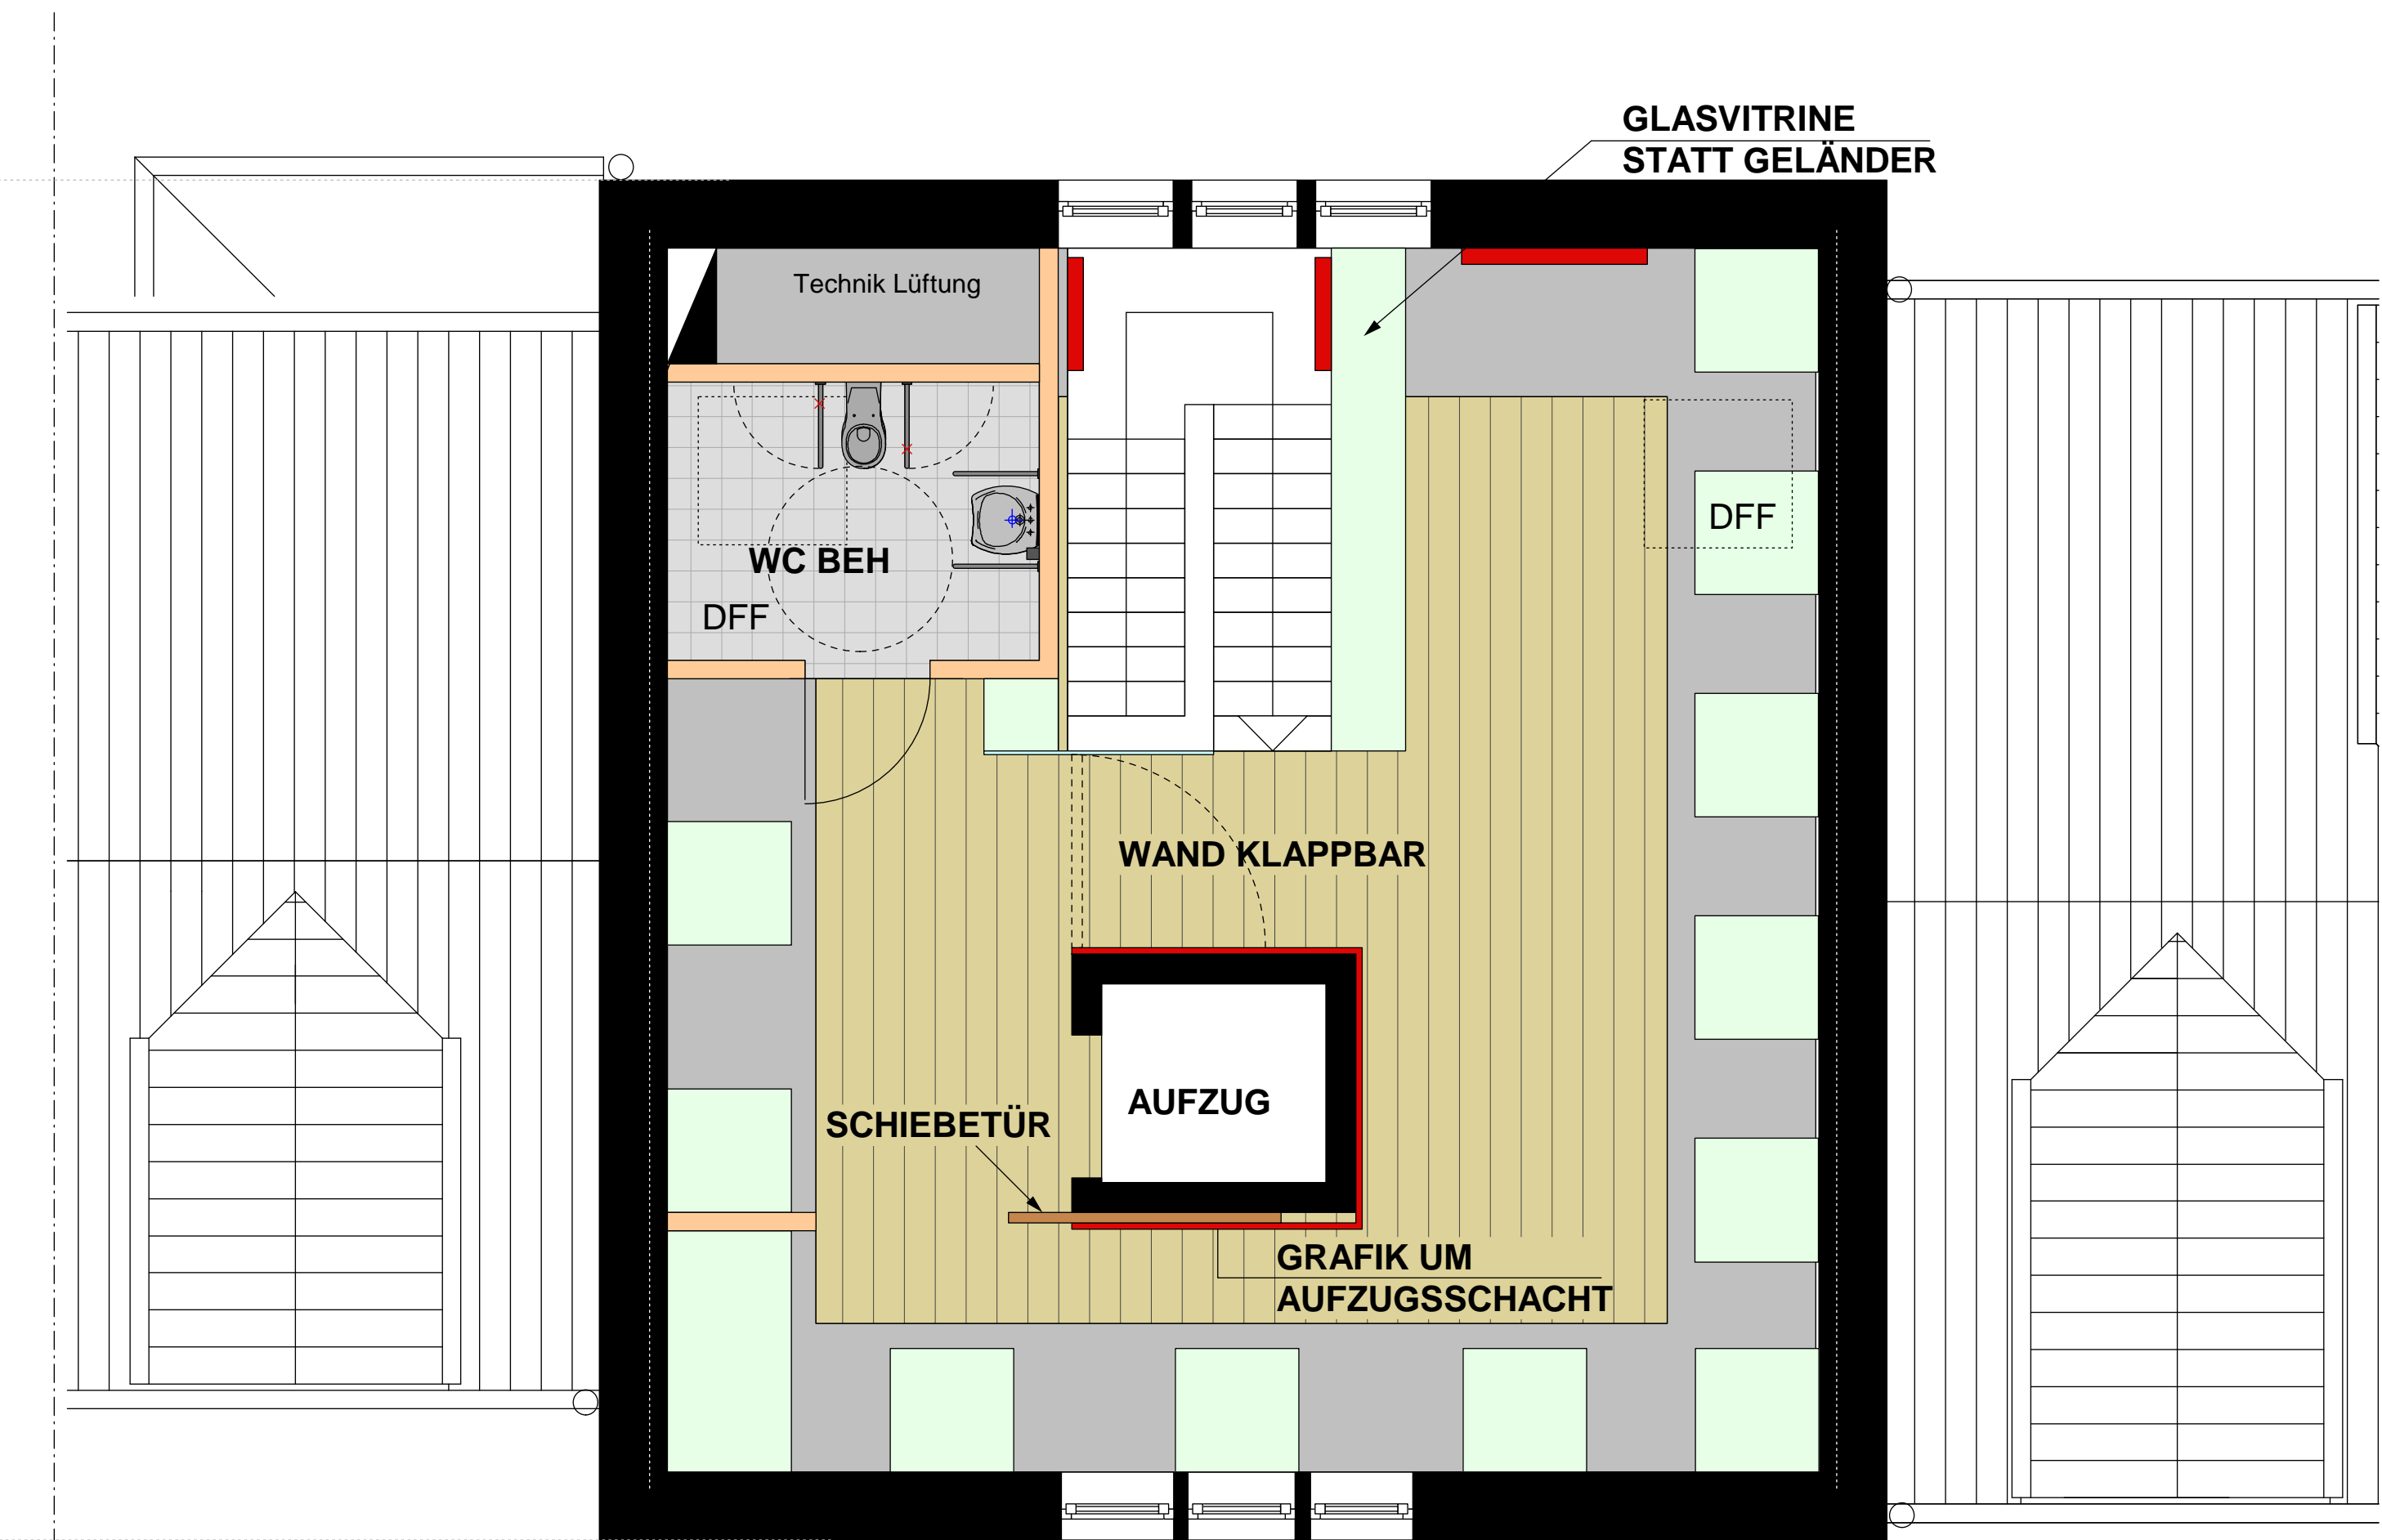 GLASVITRINE
STATT GELÄNDER
Technik Lüftung
DFF
WC BEH
DFF
WAND KLAPPBAR
AUFZUG
SCHIEBETÜR
GRAFIK UM
AUFZUGSSCHACHT